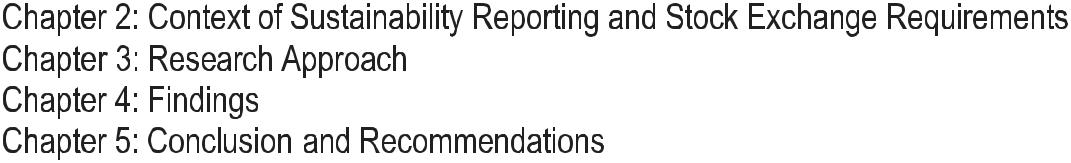 Chapter 2: Context of Sustainability Reporting and Stock Exchange Requirements
Chapter 3: Research Approach
Chapter 4: Findings
Chapter 5: Conclusion and Recommendations